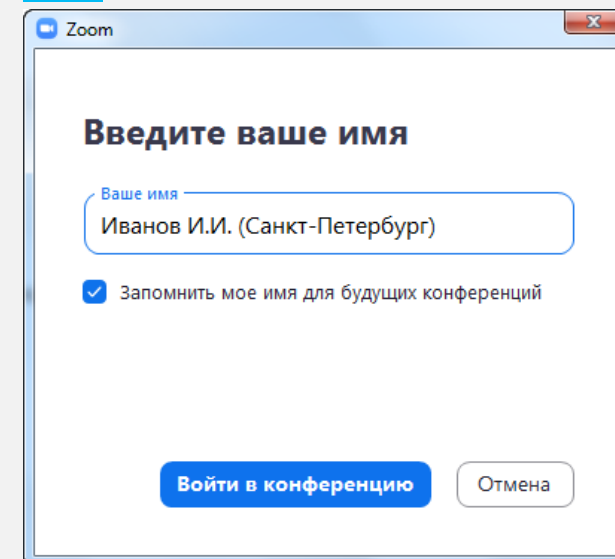 Zoom
Введите ваше имя
Ваше имя
Иванов И.И. (Санкт-Петербург)
Запомнить мое имя для будущих конференций
Войти в конференцию
Отмена